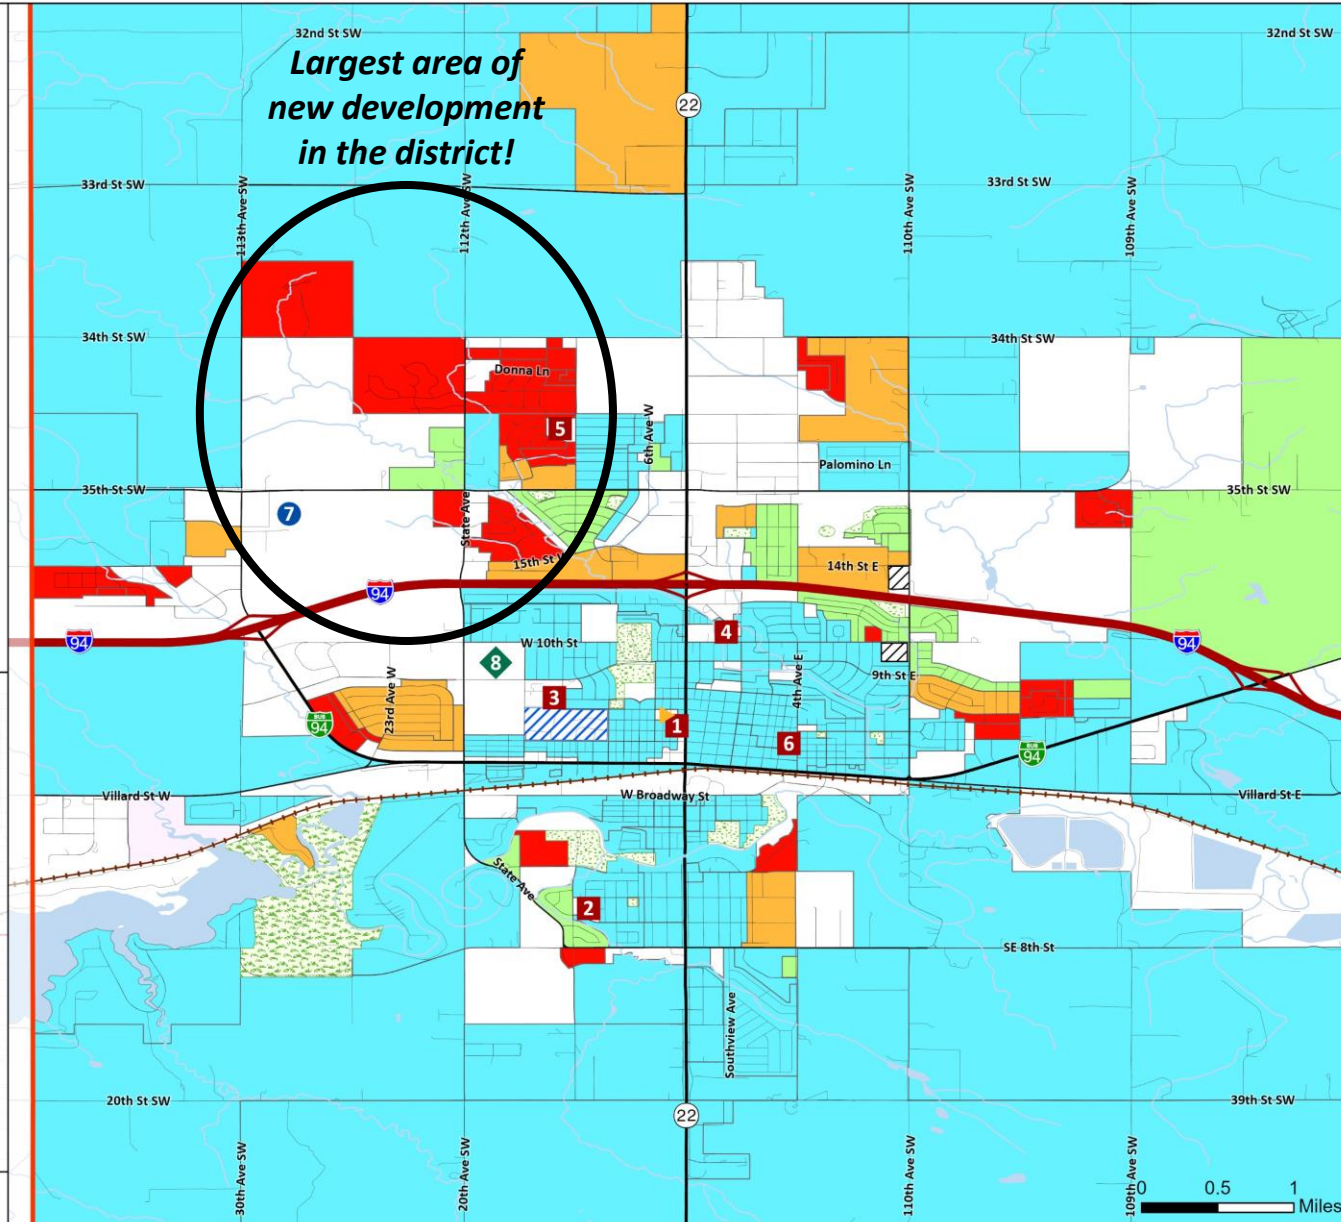 32nd St SW
32nd St SW
Largest area of
new development
in the district!
22
33rd St SW
33rd St SW
113th Ave SW
112th Ave SW
110th Ave SW
109th Ave SW
34th St SW
34th St SW
Donna Ln
5
6th Ave W
Palomino Ln
35th St SW
35th St SW
7
State Ave
15th St W
14th St E
94
94
94
W 10th St
4
8
9th St E
4th Ave E
3
23rd Ave W
1
6
BUS
94
BUS
94
Villard St W
W Broadway St
Villard St E
State Ave
2
SE 8th St
Southview Ave
20th St SW
39th St SW
22
30th Ave SW
20th Ave SW
110th Ave SW
109th Ave SW
0 0.5 1
Miles